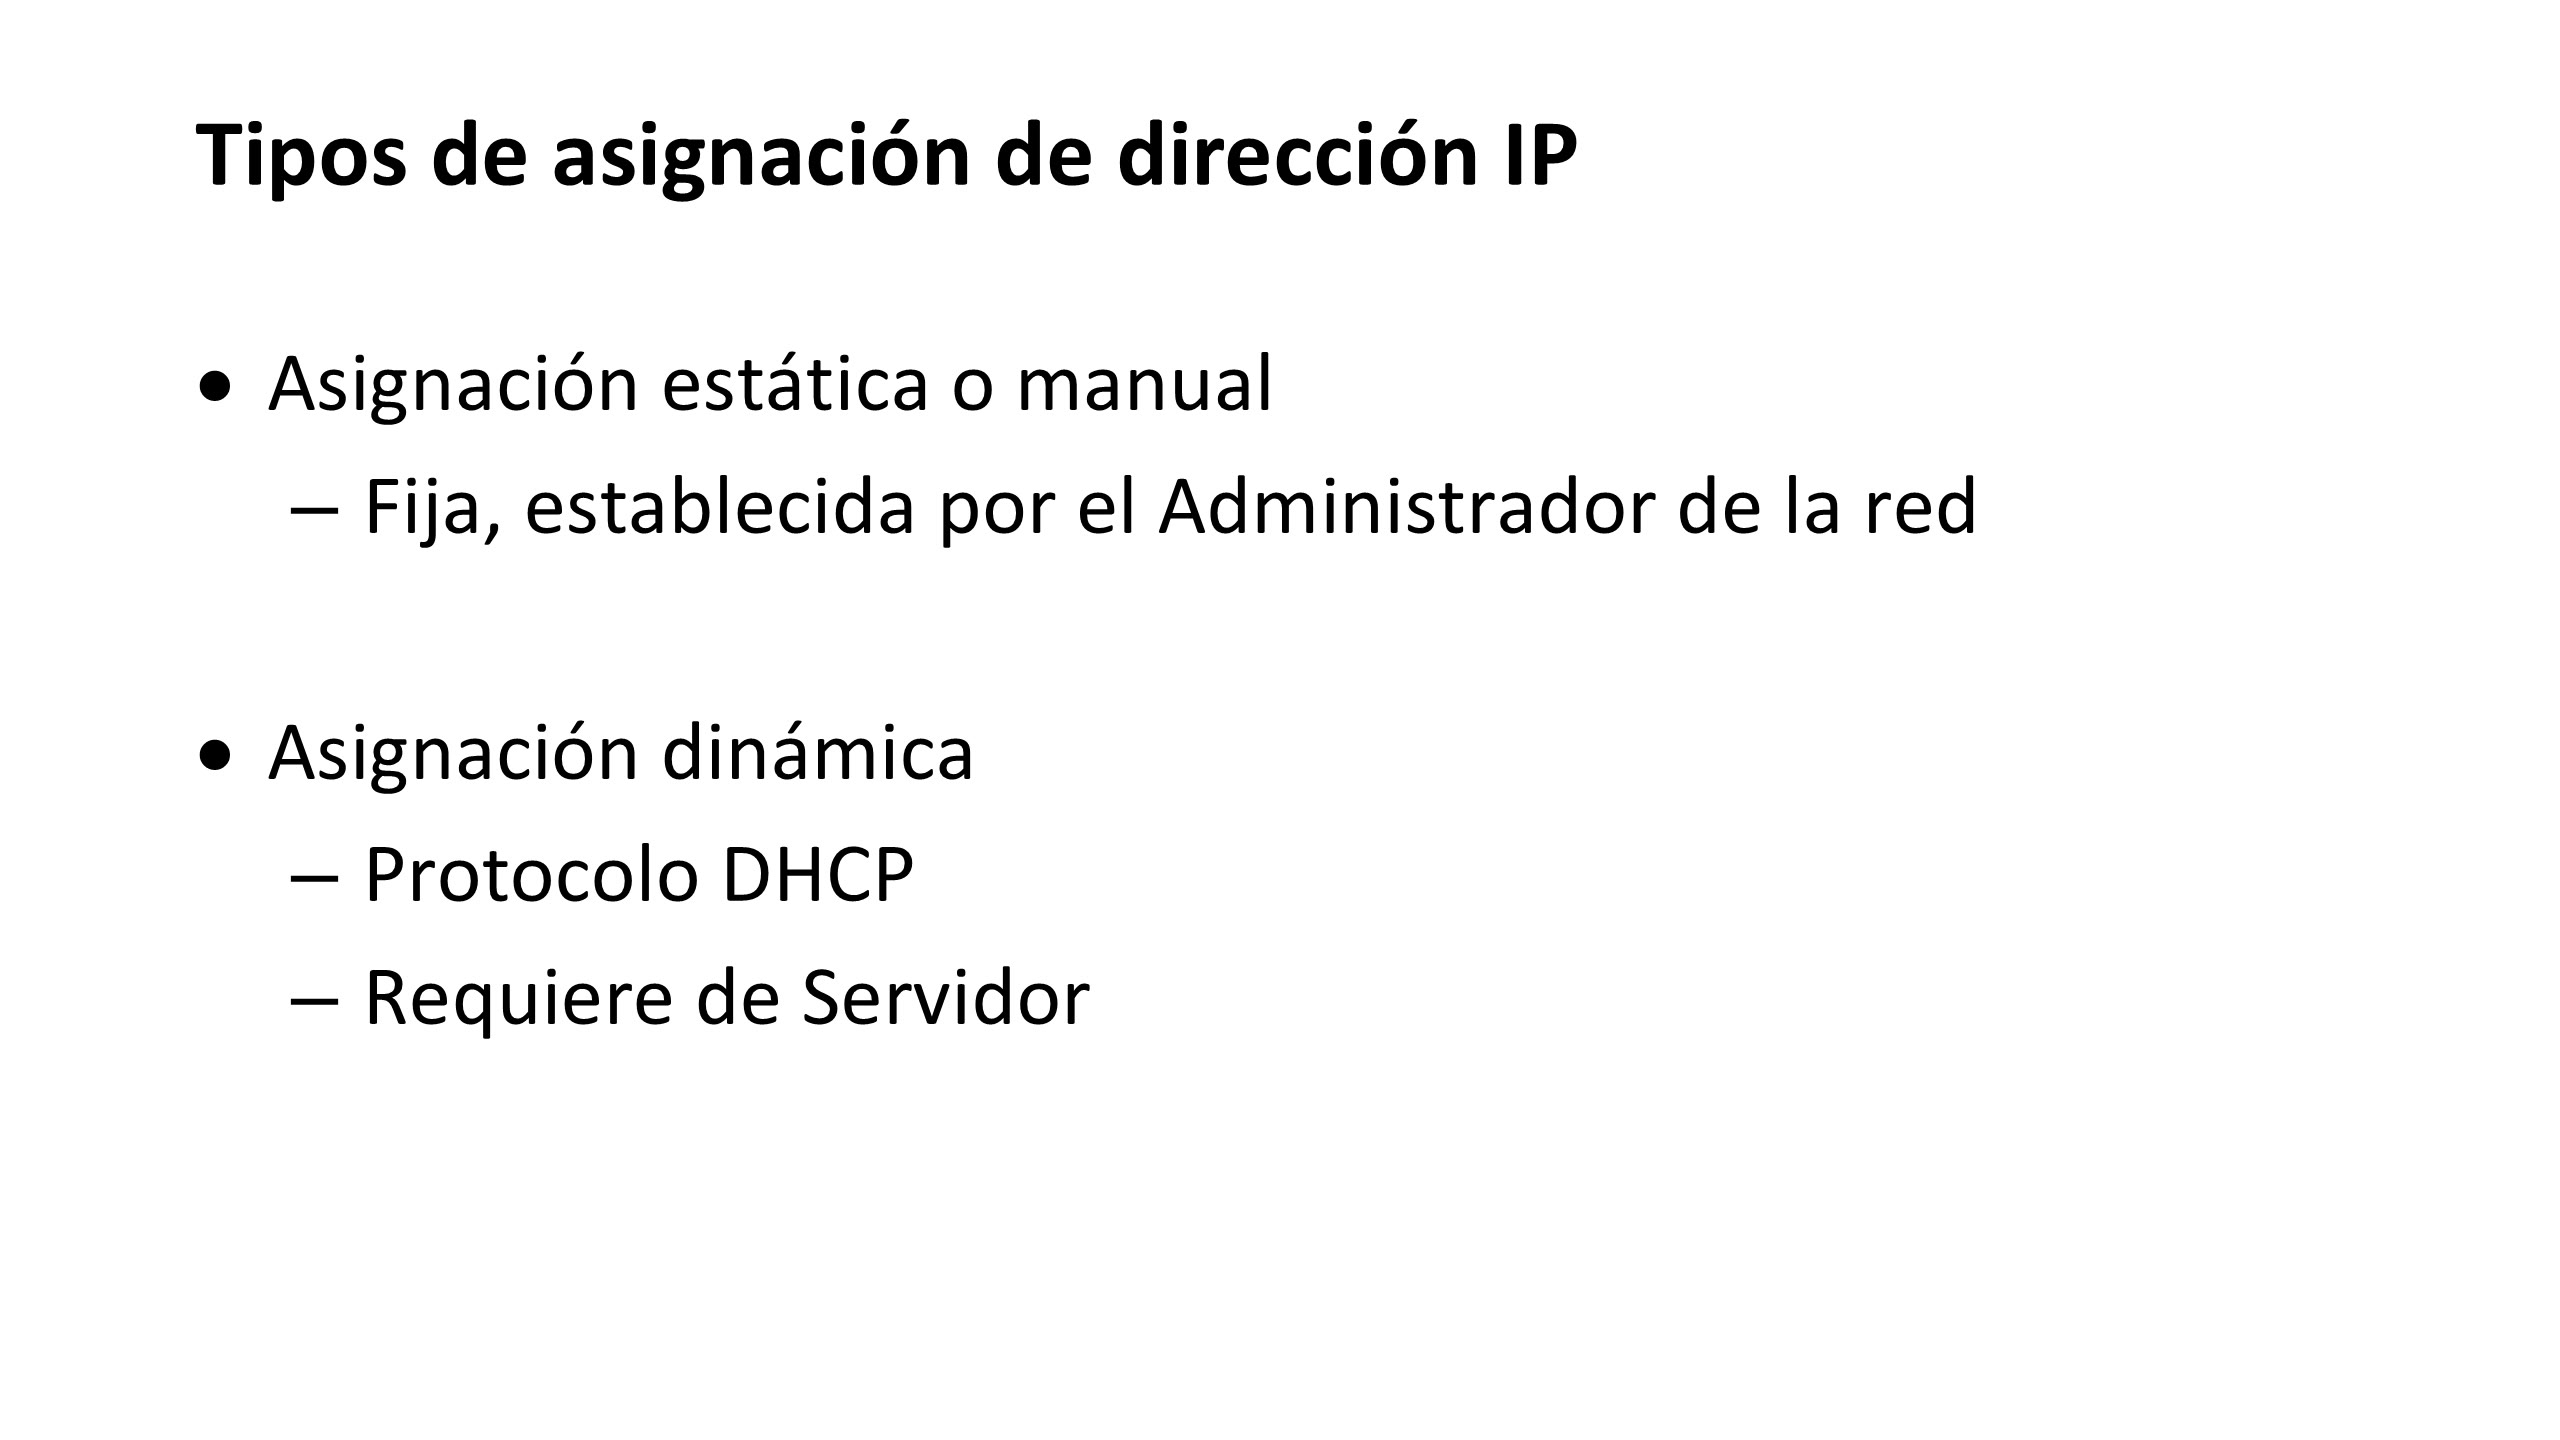 Tipos de asignación de dirección IP
• Asignación estática o manual
– Fija, establecida por el Administrador de la red
• Asignación dinámica
– Protocolo DHCP
– Requiere de Servidor